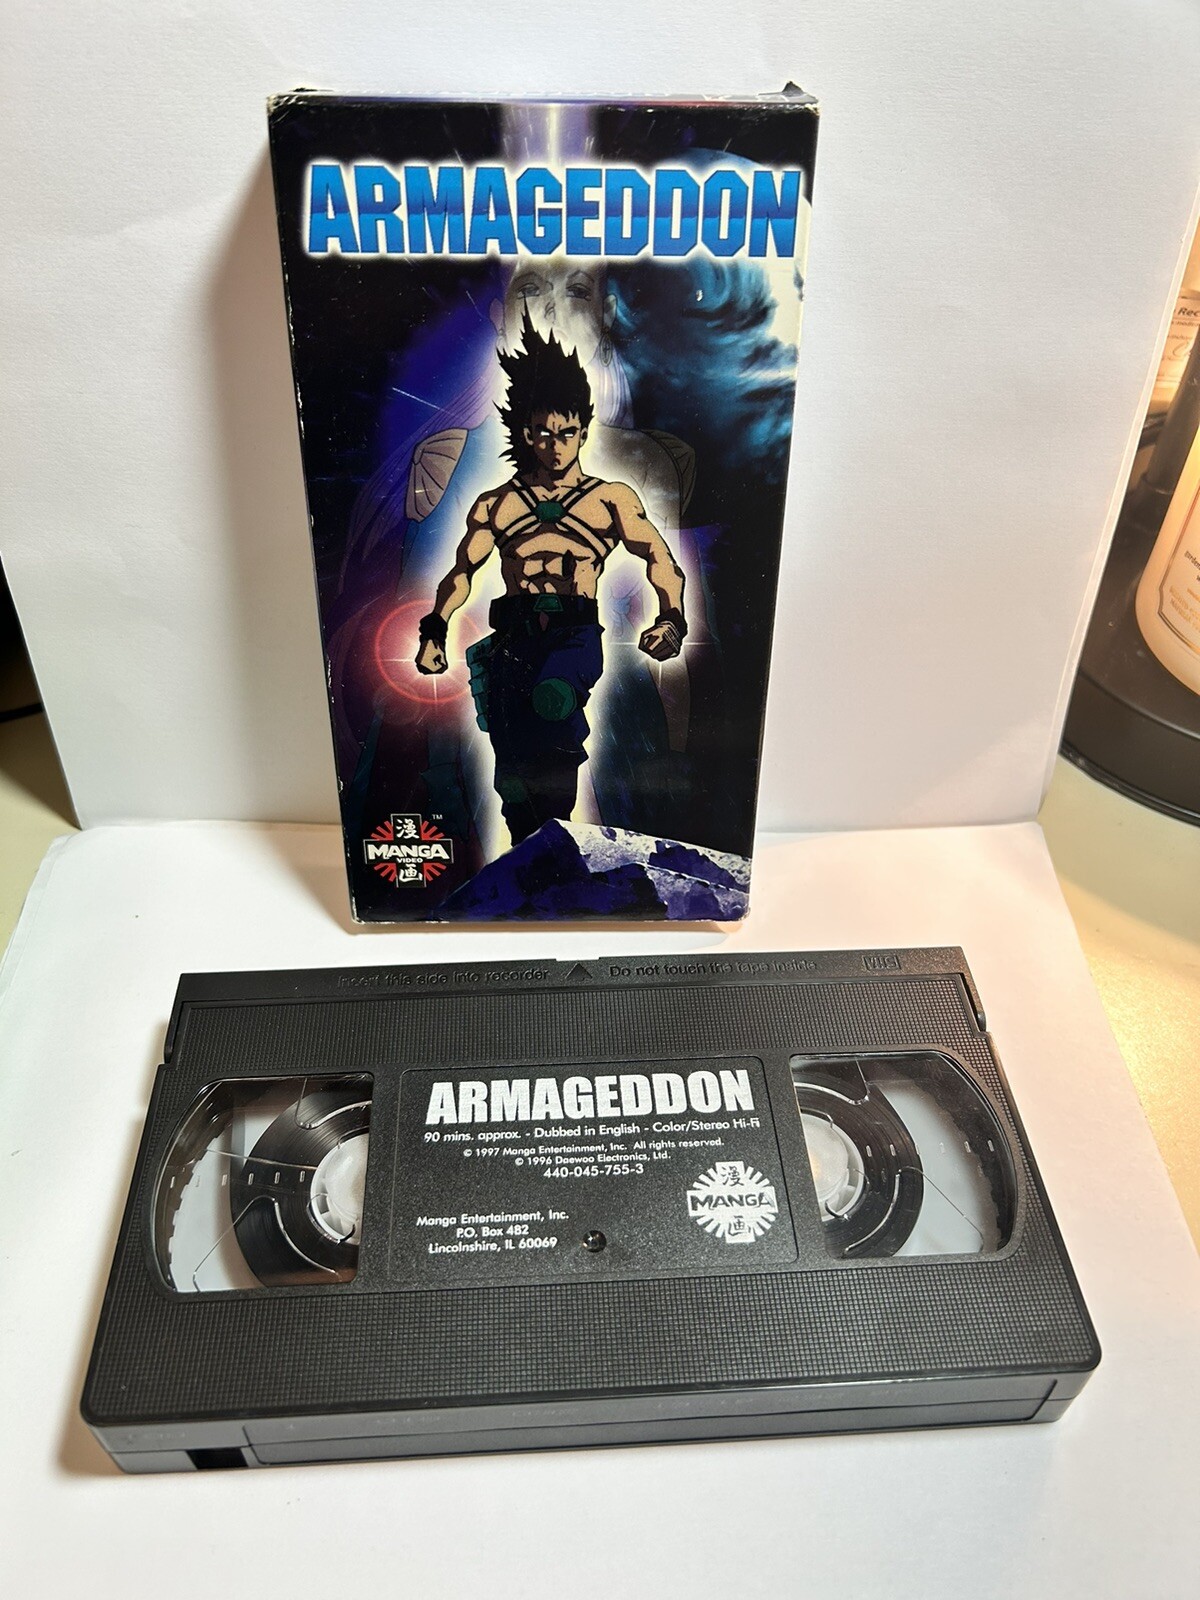 ARMAGEDDON
漫
TM
MANGA
VIDEO
画
Insert this side into recorder Do not touch the tape inside VHS
ARMAGEDDON
90 mins. approx. - Dubbed in English - Color/Stereo Hi-Fi
© 1997 Manga Entertainment, Inc. All rights reserved.
© 1996 Daewoo Electronics, Ltd.
440-045-755-3
漫
MANGA
画
Manga Entertainment, Inc.
P.O. Box 482
Lincolnshire, IL 60069